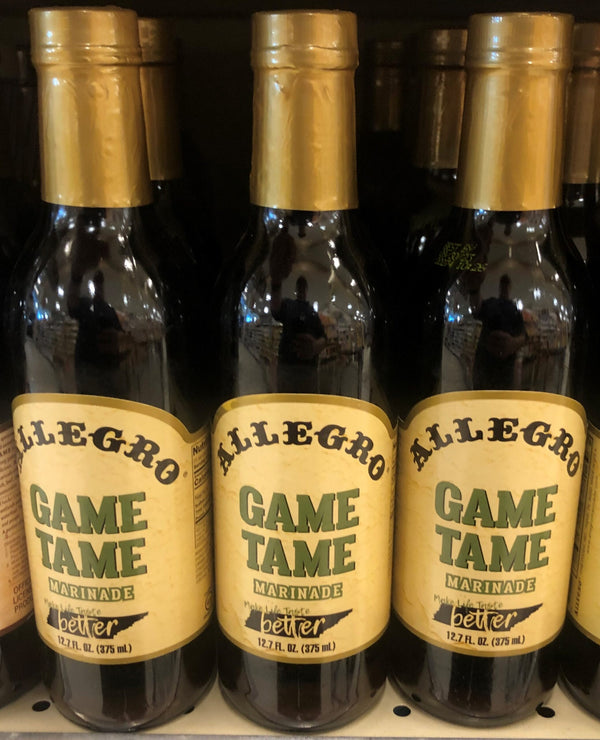 ALLEGRO
GAME
TAME
MARINADE
Make Life Taste
better
12.7 FL. OZ. (375 mL)
ALLEGRO
GAME
TAME
MARINADE
Make Life Taste
better
12.7 FL. OZ. (375 mL)
ALLEGRO
GAME
TAME
MARINADE
Make Life Taste
better
12.7 FL. OZ. (375 mL)